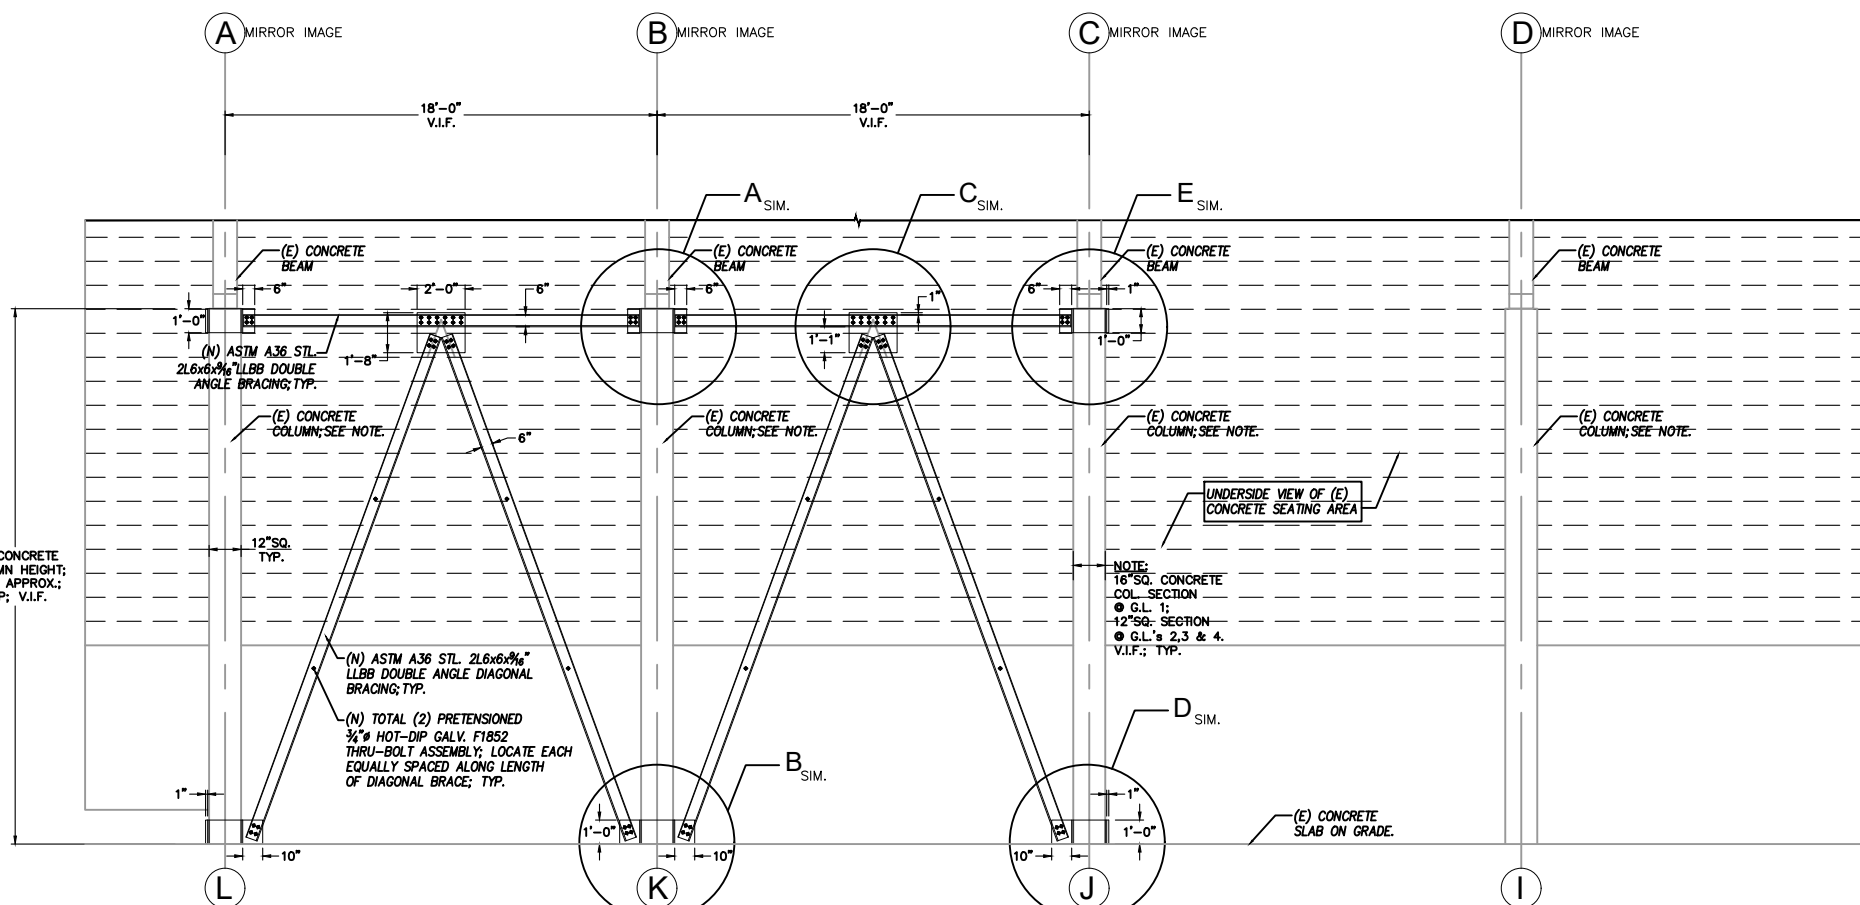 A MIRROR IMAGE
B MIRROR IMAGE
C MIRROR IMAGE
D MIRROR IMAGE
18'-0"
V.I.F.
18'-0"
V.I.F.
A SIM.
C SIM.
E SIM.
(E) CONCRETE
BEAM
(E) CONCRETE
BEAM
(E) CONCRETE
BEAM
(E) CONCRETE
BEAM
6"
2'-0"
6"
6"
1"
6"
1"
1'-0"
1'-8"
1'-1"
1'-0"
(N) ASTM A36 STL.
2L6x6x9/16"LLBB DOUBLE
ANGLE BRACING; TYP.
(E) CONCRETE
COLUMN; SEE NOTE.
6"
(E) CONCRETE
COLUMN; SEE NOTE.
(E) CONCRETE
COLUMN; SEE NOTE.
(E) CONCRETE
COLUMN; SEE NOTE.
UNDERSIDE VIEW OF (E)
CONCRETE SEATING AREA
12"SQ.
TYP.
CONCRETE
MN HEIGHT;
APPROX.;
P; V.I.F.
NOTE:
16"SQ. CONCRETE
COL. SECTION
@ G.L. 1;
12"SQ. SECTION
@ G.L.'s 2,3 & 4.
V.I.F.; TYP.
(N) ASTM A36 STL. 2L6x6x9/16"
LLBB DOUBLE ANGLE DIAGONAL
BRACING; TYP.
(N) TOTAL (2) PRETENSIONED
3/4"ø HOT-DIP GALV. F1852
THRU-BOLT ASSEMBLY; LOCATE EACH
EQUALLY SPACED ALONG LENGTH
OF DIAGONAL BRACE; TYP.
D SIM.
B SIM.
1"
1'-0"
1"
1'-0"
(E) CONCRETE
SLAB ON GRADE.
10"
10"
10"
L
K
J
I